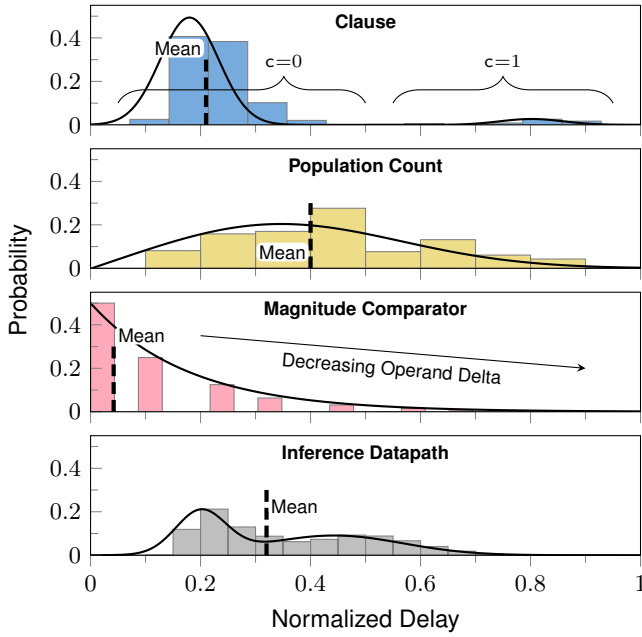 Clause
0.4
Mean
c=0
c=1
0.2
0
Population Count
0.4
0.2
Mean
0
Probability
Magnitude Comparator
0.4
Mean
Decreasing Operand Delta
0.2
0
Inference Datapath
0.4
Mean
0.2
0
0 0.2 0.4 0.6 0.8 1
Normalized Delay